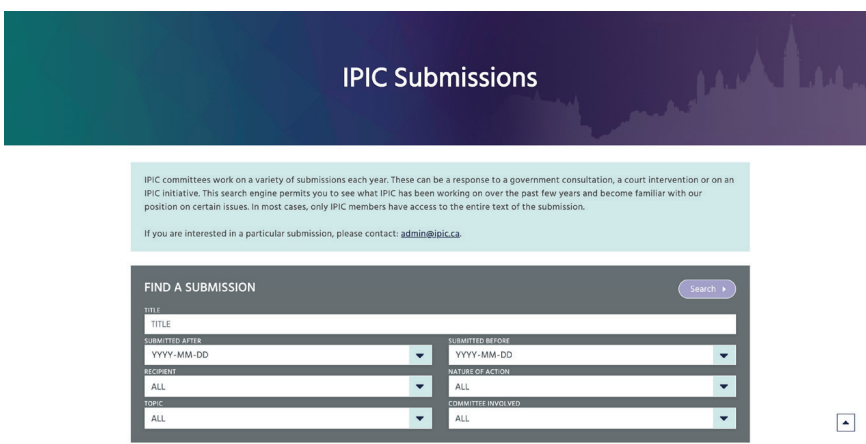 IPIC Submissions
IPIC committees work on a variety of submissions each year. These can be a response to a government consultation, a court intervention or on an
IPIC initiative. This search engine permits you to see what IPIC has been working on over the past few years and become familiar with our
position on certain issues. In most cases, only IPIC members have access to the entire text of the submission.
If you are interested in a particular submission, please contact: admin@ipic.ca.
FIND A SUBMISSION
Search
TITLE
TITLE
SUBMITTED AFTER
SUBMITTED BEFORE
YYYY-MM-DD
YYYY-MM-DD
RECIPIENT
NATURE OF ACTION
ALL
ALL
TOPIC
COMMITTEE INVOLVED
ALL
ALL